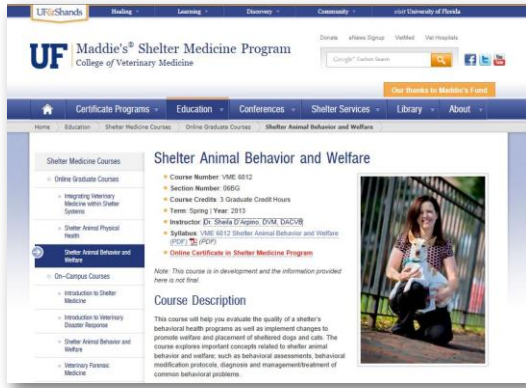 UF&Shands
Healing
Learning
Discovery
Community
visit University of Florida
UF
Maddie's® Shelter Medicine Program
College of Veterinary Medicine
Donate eNews Signup VetMed Vet Hospitals
Google™ Custom Search
Our thanks to Maddie's Fund
Certificate Programs
Education
Conferences
Shelter Services
Library
About
Home Education Shelter Medicine Courses Online Graduate Courses Shelter Animal Behavior and Welfare
Shelter Medicine Courses
Online Graduate Courses
Integrating Veterinary
Medicine within Shelter
Systems
Shelter Animal Physical
Health
Shelter Animal Behavior and
Welfare
On-Campus Courses
Introduction to Shelter
Medicine
Introduction to Veterinary
Disaster Response
Shelter Animal Behavior and
Welfare
Veterinary Forensic
Medicine
Shelter Animal Behavior and Welfare
Course Number: VME 6812
Section Number: 06BG
Course Credits: 3 Graduate Credit Hours
Term: Spring | Year: 2013
Instructor: Dr. Sheila D'Arpino, DVM, DACVB
Syllabus: VME 6812 Shelter Animal Behavior and Welfare
(PDF) (PDF)
Online Certificate in Shelter Medicine Program
Note: This course is in development and the information provided
here is not final.
Course Description
This course will help you evaluate the quality of a shelter's
behavioral health programs as well as implement changes to
promote welfare and placement of sheltered dogs and cats. The
course explores important concepts related to shelter animal
behavior and welfare, such as behavioral assessments, behavioral
modification protocols, diagnosis and management/treatment of
common behavioral problems.